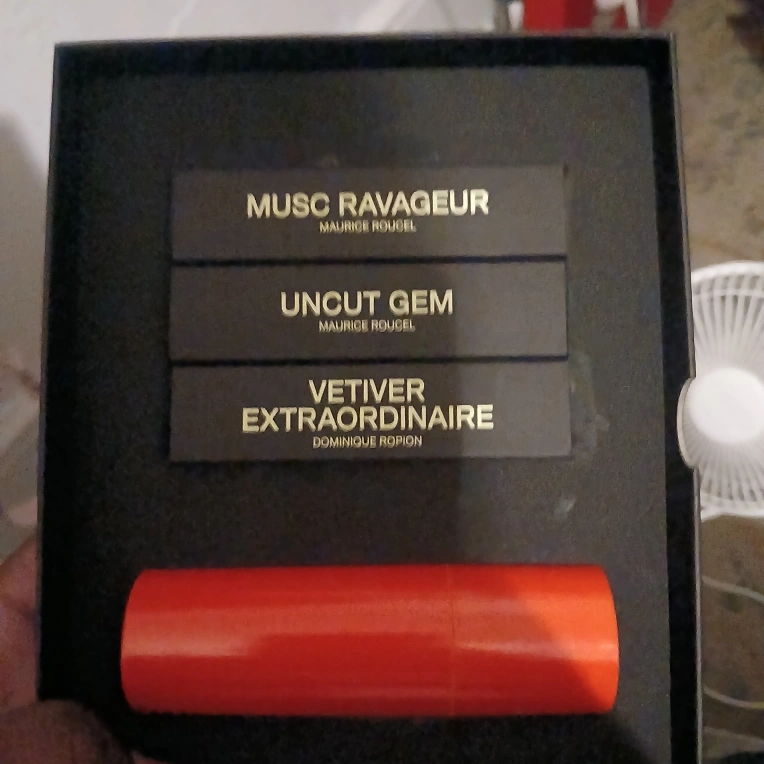 MUSC RAVAGEUR
MAURICE ROUCEL
UNCUT GEM
MAURICE ROUCEL
VETIVER
EXTRAORDINAIRE
DOMINIQUE ROPION